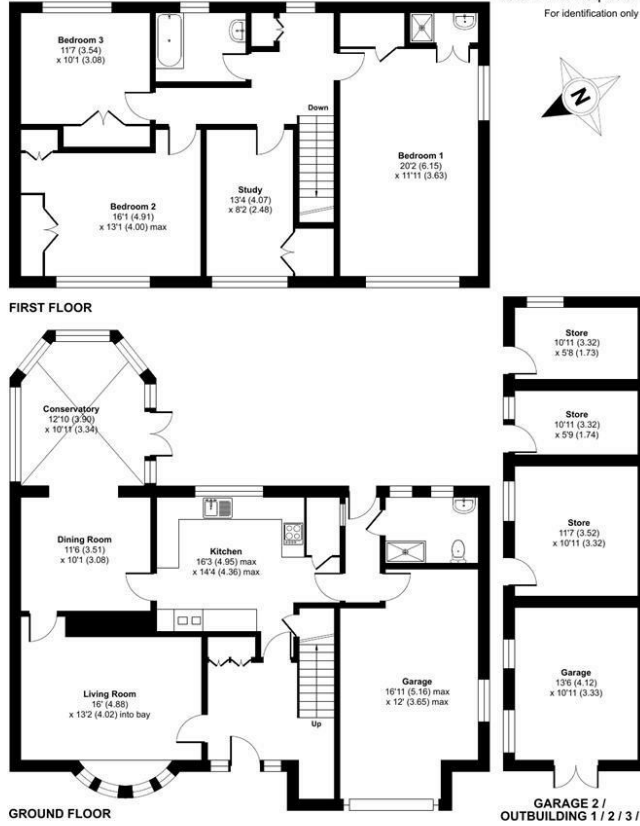 For identification only
N
Bedroom 3
11'7 (3.54)
x 10'1 (3.08)
Down
Bedroom 1
20'2 (6.15)
x 11'11 (3.63)
Bedroom 2
16'1 (4.91)
x 13'1 (4.00) max
Study
13'4 (4.07)
x 8'2 (2.48)
FIRST FLOOR
Store
10'11 (3.32)
x 5'8 (1.73)
Conservatory
12'10 (3.90)
x 10'11 (3.34)
Store
10'11 (3.32)
x 5'9 (1.74)
Dining Room
11'6 (3.51)
x 10'1 (3.08)
Kitchen
16'3 (4.95) max
x 14'4 (4.36) max
Store
11'7 (3.52)
x 10'11 (3.32)
Living Room
16' (4.88)
x 13'2 (4.02) into bay
Up
Garage
16'11 (5.16) max
x 12' (3.65) max
Garage
13'6 (4.12)
x 10'11 (3.33)
GROUND FLOOR
GARAGE 2 /
OUTBUILDING 1 / 2 / 3 /